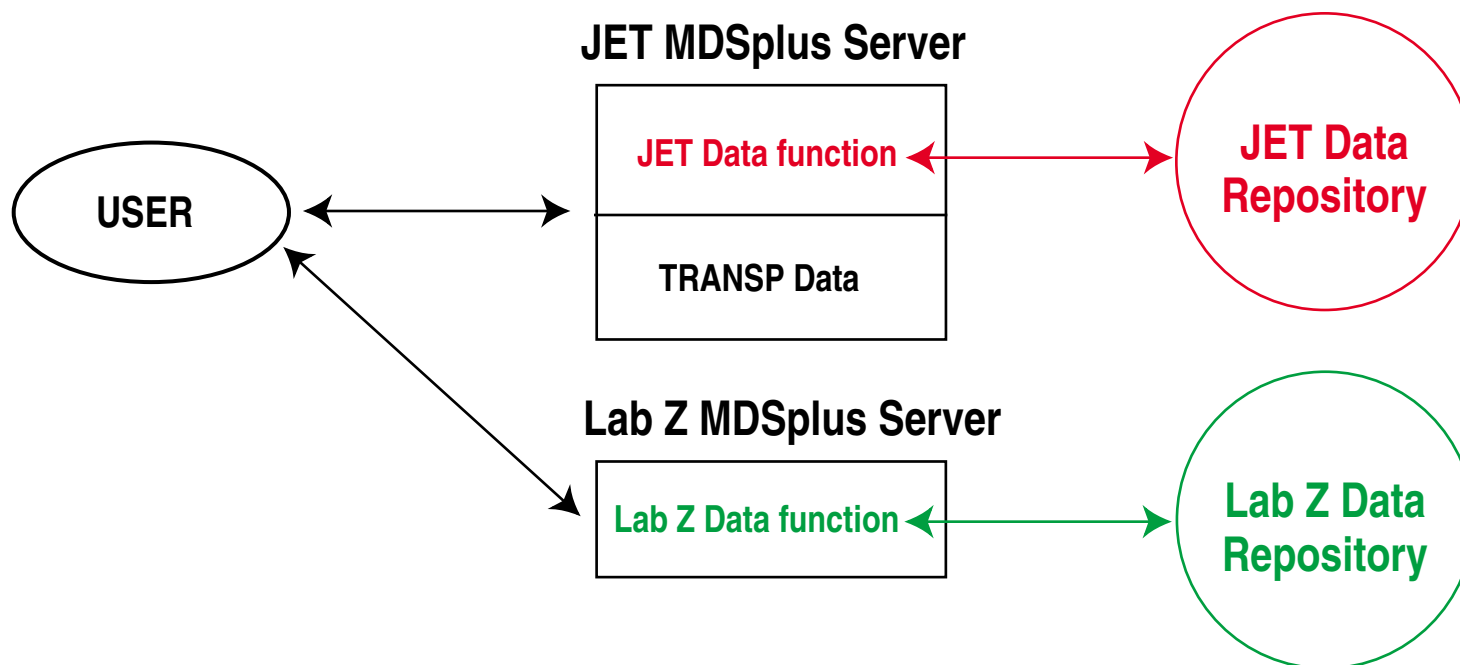 JET MDSplus Server
JET Data function
JET Data
Repository
USER
TRANSP Data
Lab Z MDSplus Server
Lab Z Data function
Lab Z Data
Repository